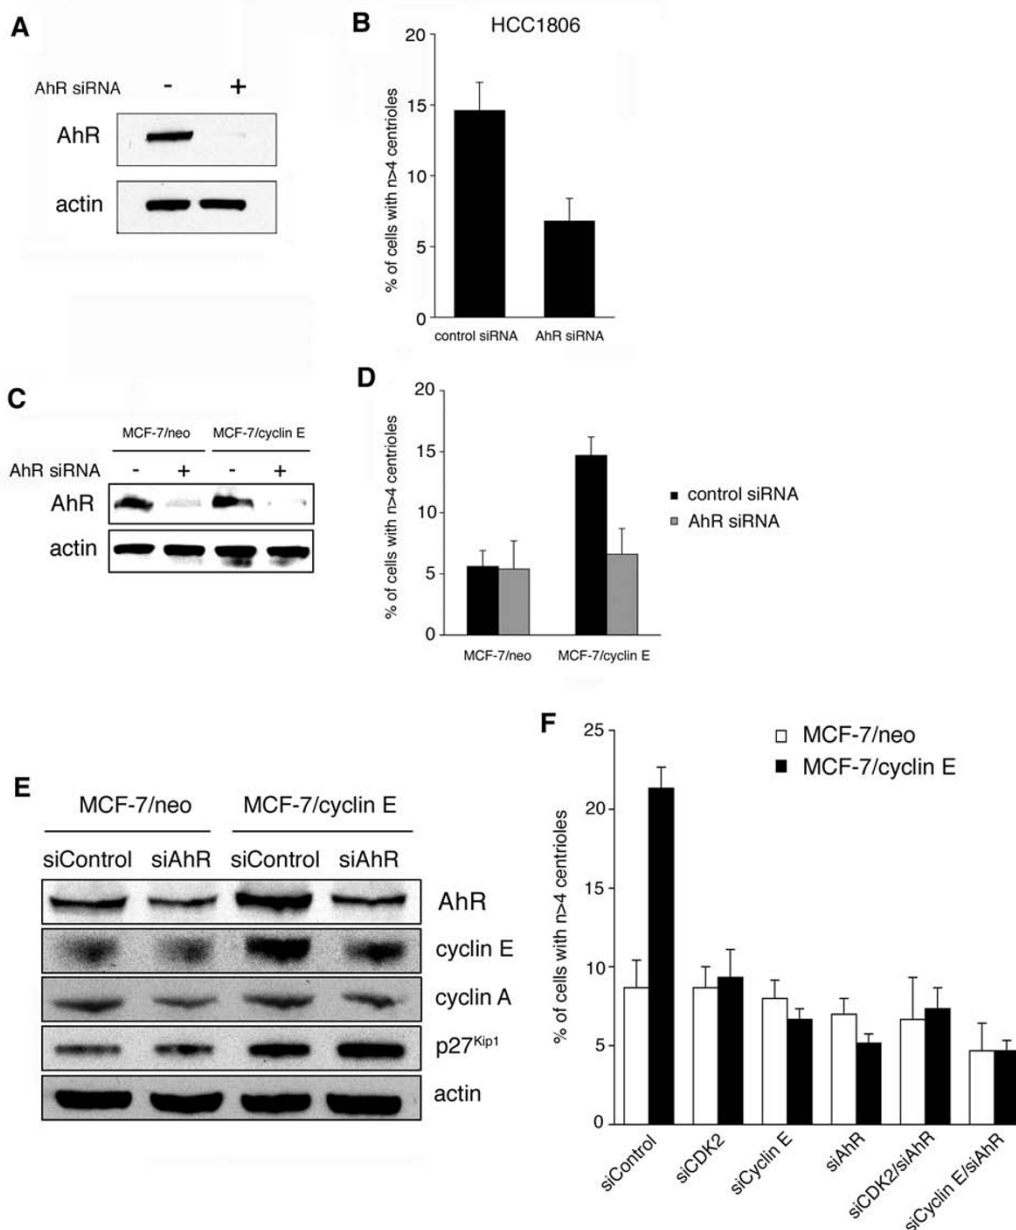 A
AhR siRNA - +
AhR
actin
B
HCC1806
% of cells with n>4 centrioles
20
15
10
5
0
control siRNA AhR siRNA
C
MCF-7/neo MCF-7/cyclin E
AhR siRNA - + - +
AhR
actin
D
% of cells with n>4 centrioles
20
15
10
5
0
MCF-7/neo MCF-7/cyclin E
control siRNA
AhR siRNA
E
MCF-7/neo MCF-7/cyclin E
siControl siAhR siControl siAhR
AhR
cyclin E
cyclin A
p27Kip1
actin
F
MCF-7/neo
MCF-7/cyclin E
% of cells with n>4 centrioles
25
20
15
10
5
0
siControl
siCDK2
siCyclin E
siAhR
siCDK2/siAhR
siCyclin E/siAhR